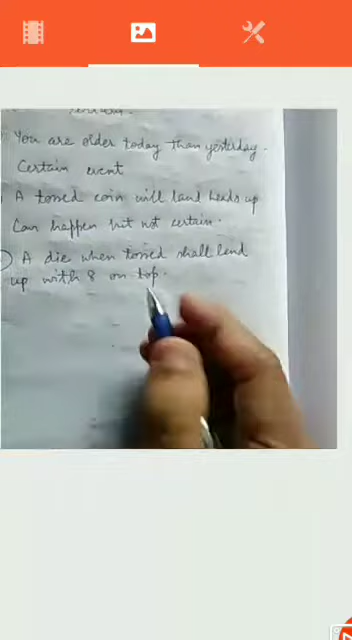 You are older today than yesterday.
Certain event
A tossed coin will land heads up
Can happen but not certain.
) A die when tossed shall land
up with 8 on top.